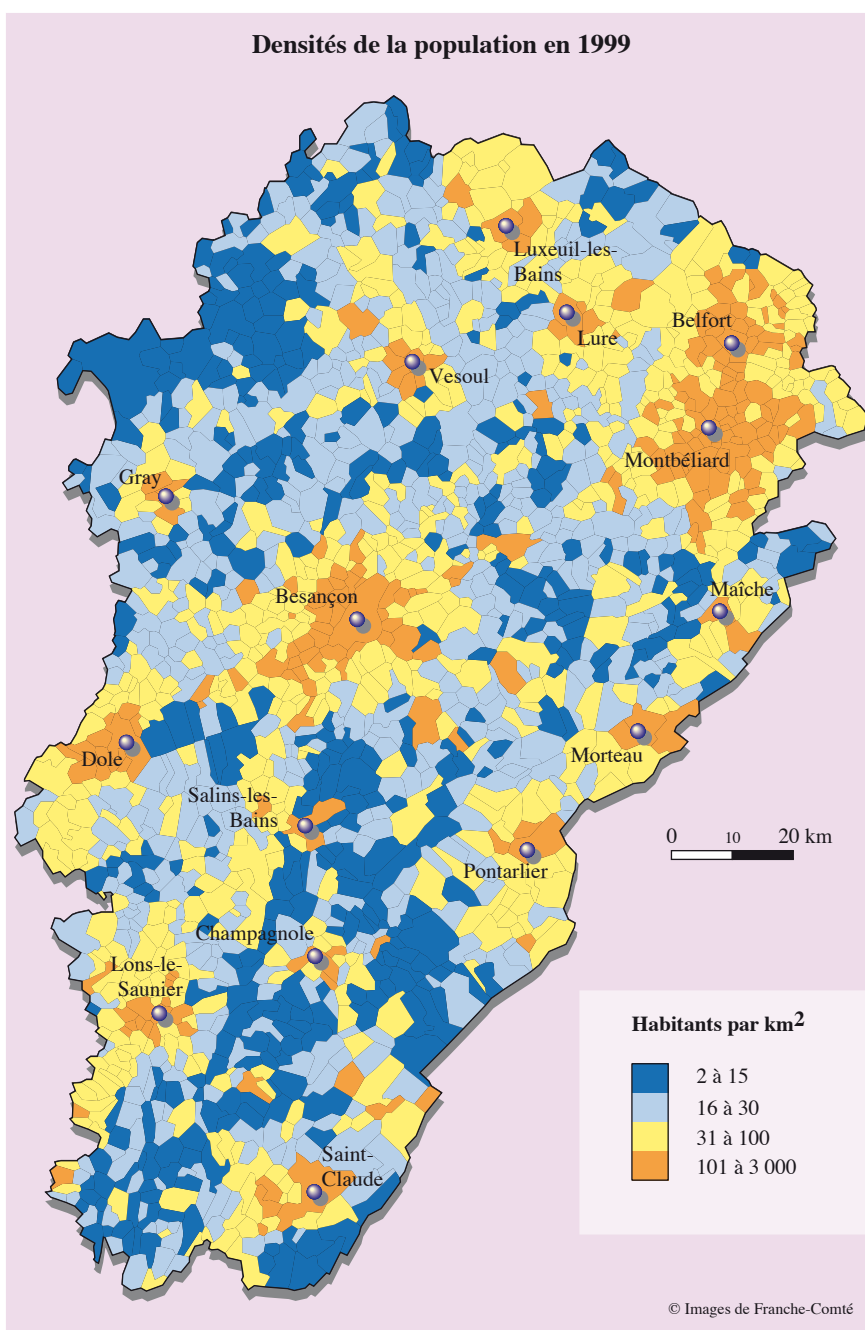 Densités de la population en 1999
Luxeuil-les-
Bains
Belfort
Lure
Vesoul
Montbéliard
Gray
Maîche
Besançon
Morteau
Dole
Salins-les-
Bains
0 10 20 km
Pontarlier
Champagnole
Lons-le-
Saunier
Habitants par km2
2 à 15
16 à 30
31 à 100
101 à 3 000
Saint-
Claude
© Images de Franche-Comté